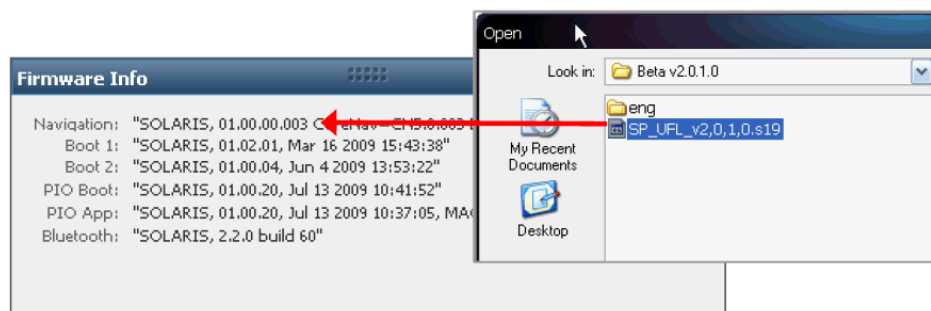 Open
Look in: Beta v2.0.1.0
eng
SP_UFL_v2,0,1,0.s19
My Recent
Documents
Desktop
Firmware Info
Navigation: "SOLARIS, 01.00.00.003
Boot 1: "SOLARIS, 01.02.01, Mar 16 2009 15:43:38"
Boot 2: "SOLARIS, 01.00.04, Jun 4 2009 13:53:22"
PIO Boot: "SOLARIS, 01.00.20, Jul 13 2009 10:41:52"
PIO App: "SOLARIS, 01.00.20, Jul 13 2009 10:37:05,
Bluetooth: "SOLARIS, 2.2.0 build 60"